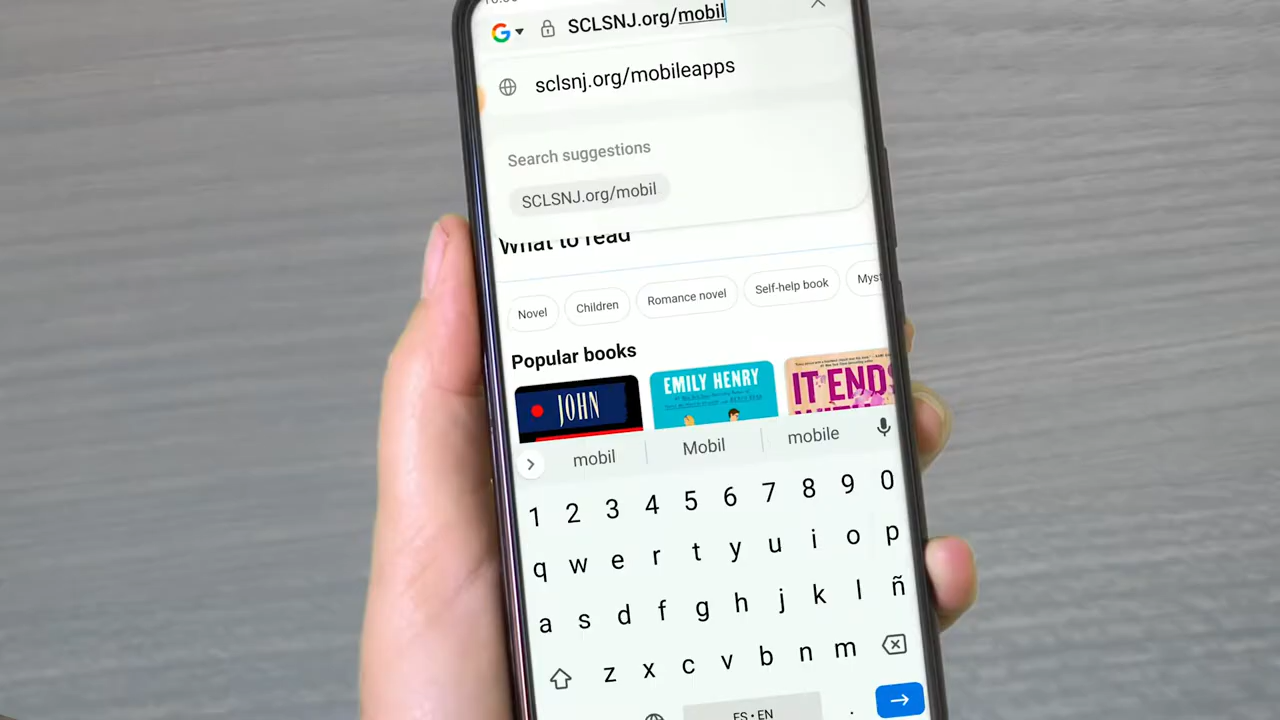 SCLSNJ.org/mobil
sclsnj.org/mobileapps
Search suggestions
SCLSNJ.org/mobil
What to read
Novel Children Romance novel Self-help book Myst
Popular books
JOHN EMILY HENRY IT ENDS
mobil Mobil mobile
1 2 3 4 5 6 7 8 9 0
q w e r t y u i o p
a s d f g h j k l ñ
z x c v b n m
ES • EN .